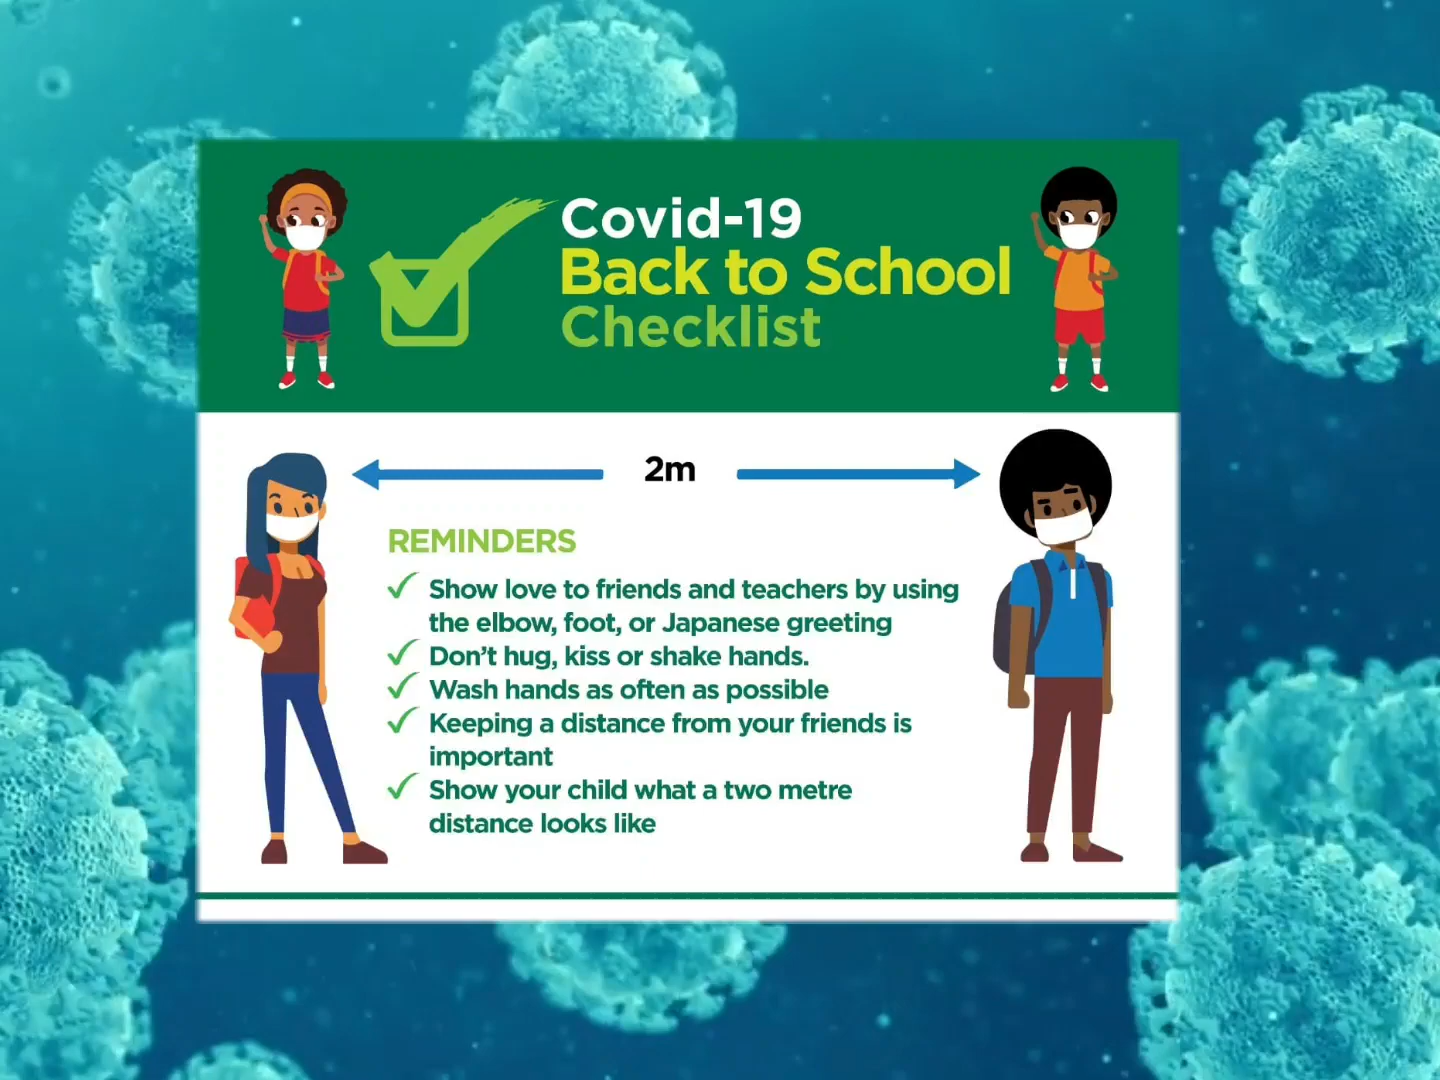 Covid-19
Back to School
Checklist
2m
REMINDERS
Show love to friends and teachers by using
the elbow, foot, or Japanese greeting
Don't hug, kiss or shake hands.
Wash hands as often as possible
Keeping a distance from your friends is
important
Show your child what a two metre
distance looks like